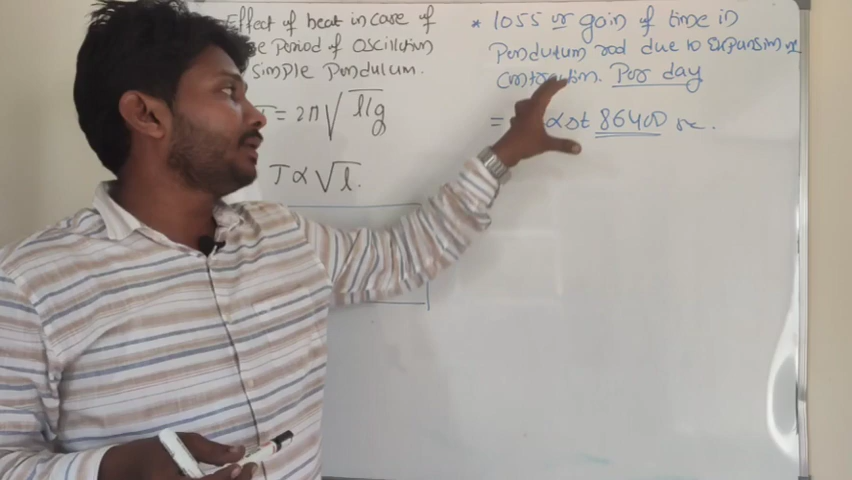 Effect of heat in case of
Period of Oscillation
simple Pendulum.
= 2π√l/g
T∝√l.
* loss or gain of time in
Pendulum rod due to expansion or
contraction. Per day
= αΔt 86400 sec.